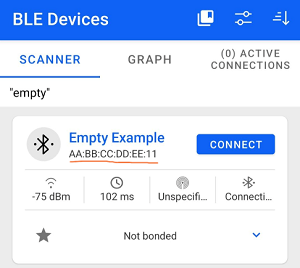 BLE Devices
SCANNER
GRAPH
(0) ACTIVE
CONNECTIONS
"empty"
Empty Example
AA:BB:CC:DD:EE:11
CONNECT
-75 dBm
102 ms
Unspecifi...
Connecti...
Not bonded